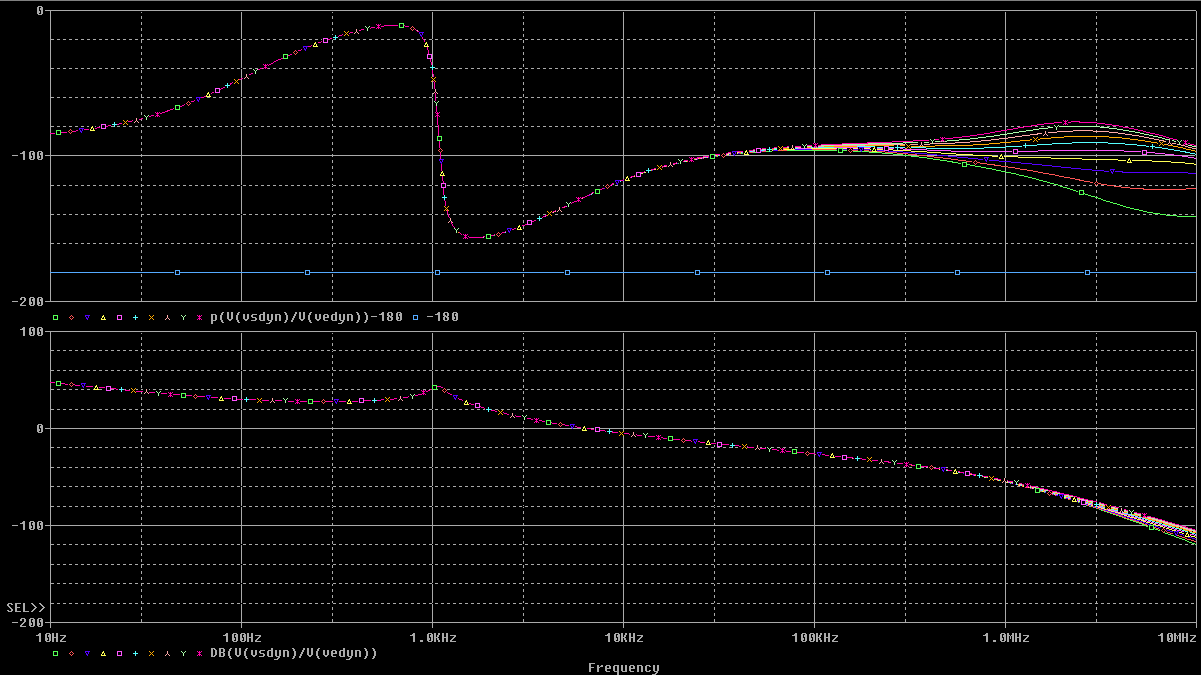 0
-100
-200
p(V(vsdyn)/V(vedyn))-180 -180
100
0
-100
SEL>>
-200
10Hz 100Hz 1.0KHz 10KHz 100KHz 1.0MHz 10MHz
DB(V(vsdyn)/V(vedyn))
Frequency